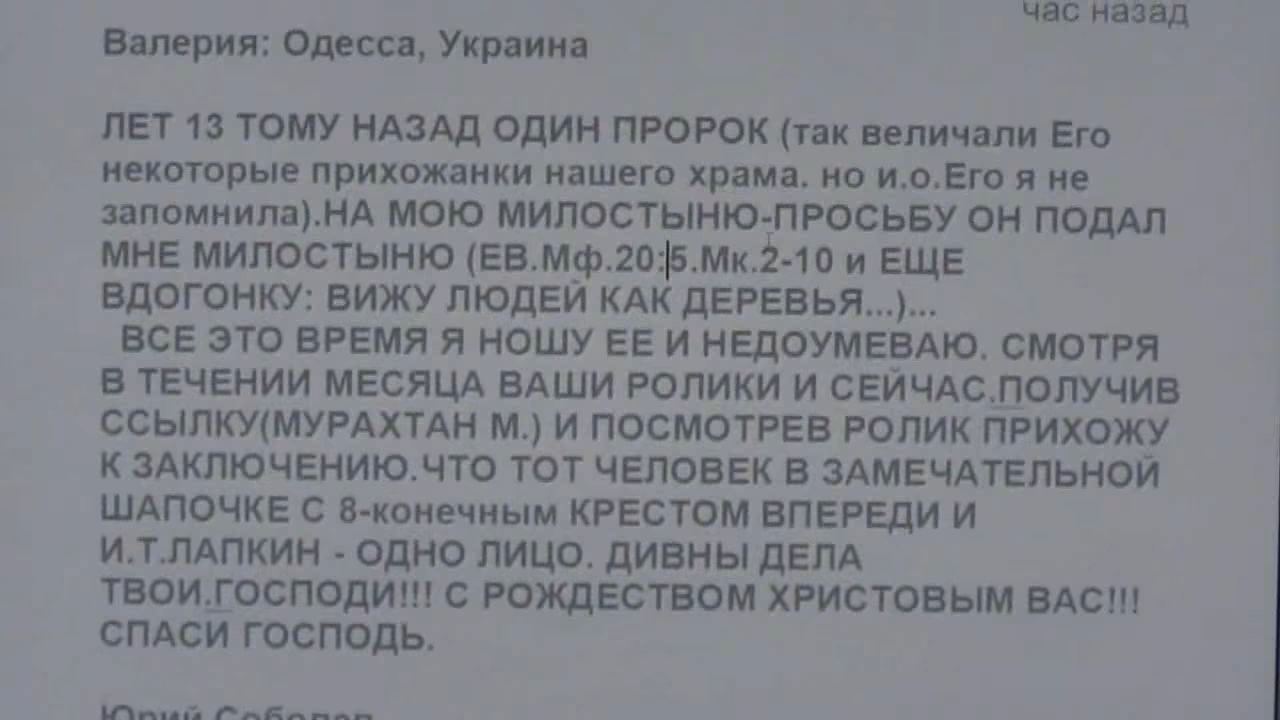 час назад
Валерия: Одесса, Украина
ЛЕТ 13 ТОМУ НАЗАД ОДИН ПРОРОК (так величали Его
некоторые прихожанки нашего храма. но и.о.Его я не
запомнила).НА МОЮ МИЛОСТЫНЮ-ПРОСЬБУ ОН ПОДАЛ
МНЕ МИЛОСТЫНЮ (ЕВ.Мф.20:5.Мк.2-10 и ЕЩЕ
ВДОГОНКУ: ВИЖУ ЛЮДЕЙ КАК ДЕРЕВЬЯ...)...
ВСЕ ЭТО ВРЕМЯ Я НОШУ ЕЕ И НЕДОУМЕВАЮ. СМОТРЯ
В ТЕЧЕНИИ МЕСЯЦА ВАШИ РОЛИКИ И СЕЙЧАС.ПОЛУЧИВ
ССЫЛКУ(МУРАХТАН М.) И ПОСМОТРЕВ РОЛИК ПРИХОЖУ
К ЗАКЛЮЧЕНИЮ.ЧТО ТОТ ЧЕЛОВЕК В ЗАМЕЧАТЕЛЬНОЙ
ШАПОЧКЕ С 8-конечным КРЕСТОМ ВПЕРЕДИ И
И.Т.ЛАПКИН - ОДНО ЛИЦО. ДИВНЫ ДЕЛА
ТВОИ.ГОСПОДИ!!! С РОЖДЕСТВОМ ХРИСТОВЫМ ВАС!!!
СПАСИ ГОСПОДЬ.
Юрий Соболев